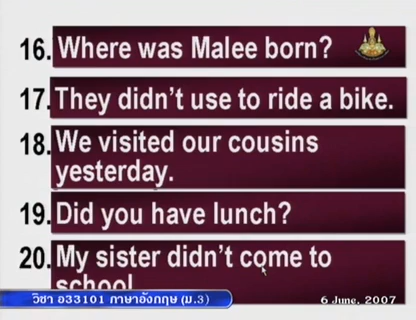 16. Where was Malee born?
17. They didn't use to ride a bike.
18. We visited our cousins
yesterday.
19. Did you have lunch?
20. My sister didn't come to
school
วิชา อ33101 ภาษาอังกฤษ (ม.3)
6 June, 2007